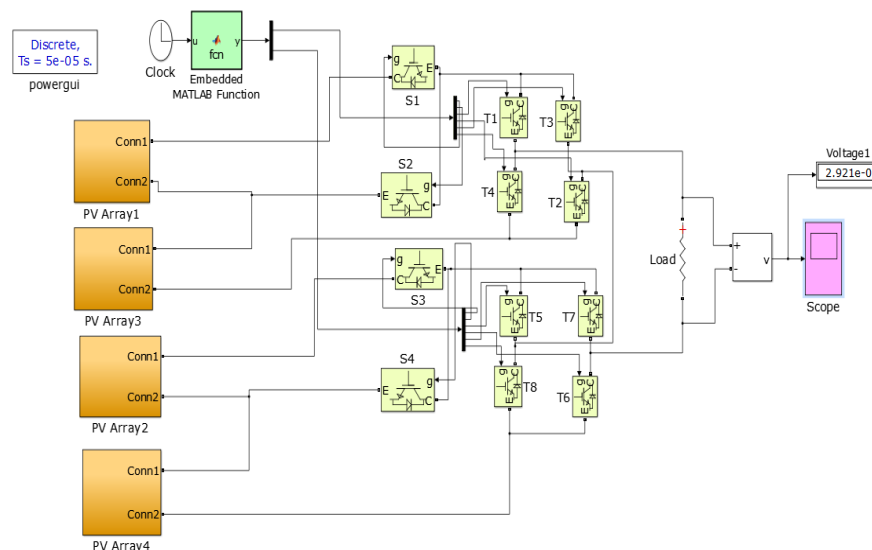 Discrete,
Ts = 5e-05 s.
powergui
Clock
u
fcn
y
Embedded
MATLAB Function
g
C
E
S1
Conn1
Conn2
PV Array1
S2
g
E
C
g
C
T1
E
g
C
T3
E
g
C
T4
E
g
C
T2
E
Conn1
Conn2
PV Array3
g
C
E
S3
Conn1
Conn2
PV Array2
S4
g
E
C
g
C
T5
E
g
C
T7
E
g
C
T8
E
g
C
T6
E
Conn1
Conn2
PV Array4
+
Load
+
-
v
Voltage1
2.921e-0
Scope